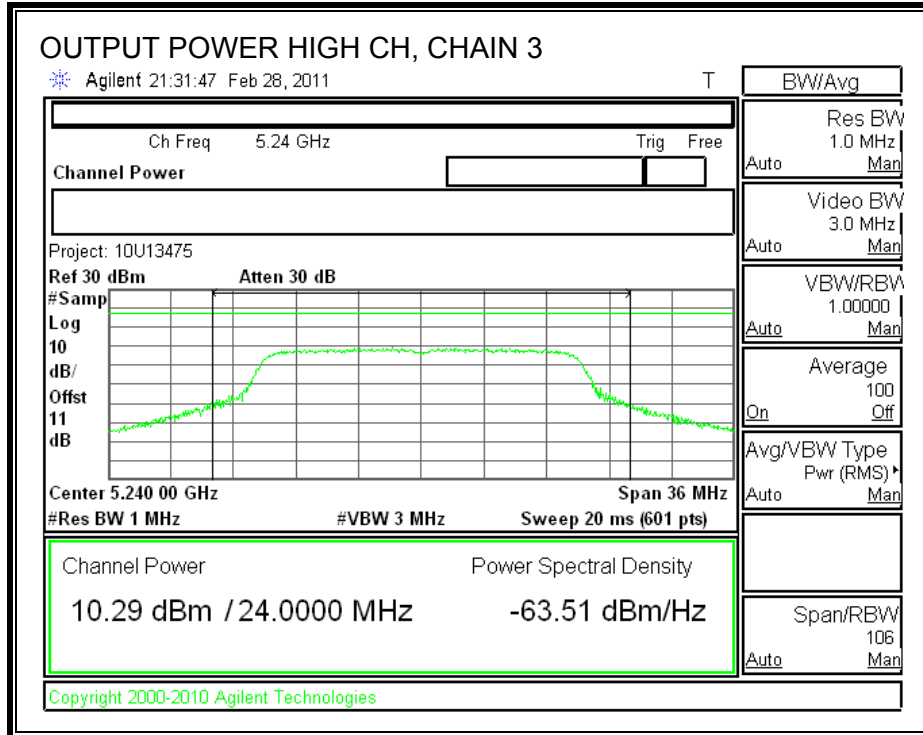 OUTPUT POWER HIGH CH, CHAIN 3
Agilent 21:31:47 Feb 28, 2011 T
Ch Freq 5.24 GHz Trig Free
Channel Power
Project: 10U13475
Ref 30 dBm Atten 30 dB
#Samp
Log
10
dB/
Offst
11
dB
Center 5.240 00 GHz Span 36 MHz
#Res BW 1 MHz #VBW 3 MHz Sweep 20 ms (601 pts)
Channel Power Power Spectral Density
10.29 dBm / 24.0000 MHz -63.51 dBm/Hz
Copyright 2000-2010 Agilent Technologies
BW/Avg
Res BW
1.0 MHz
Auto Man
Video BW
3.0 MHz
Auto Man
VBW/RBW
1.00000
Auto Man
Average
100
On Off
Avg/VBW Type
Pwr (RMS)
Auto Man
Span/RBW
106
Auto Man